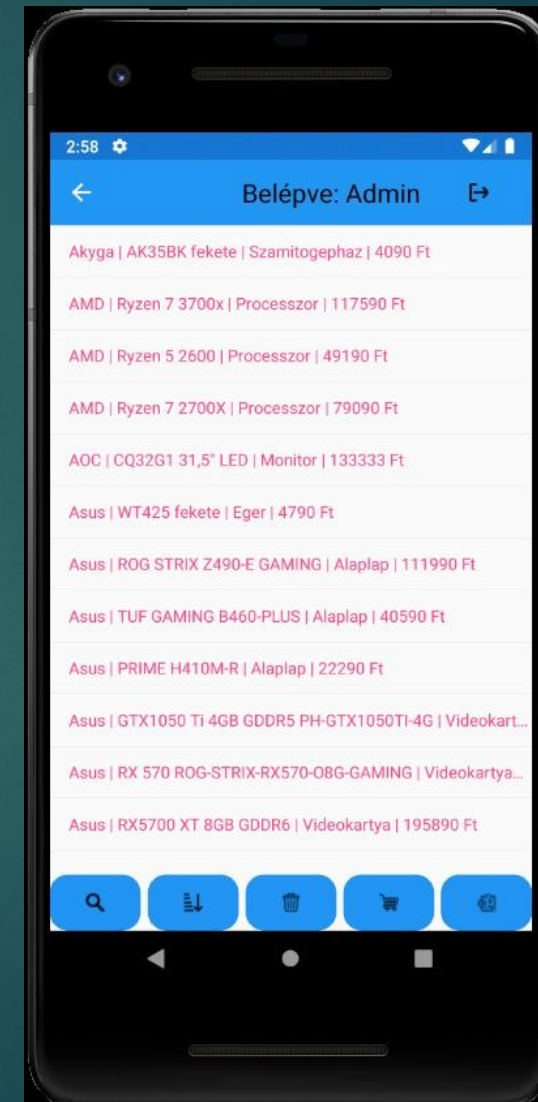 2:58
Belépve: Admin
Akyga | AK35BK fekete | Szamitogephaz | 4090 Ft
AMD | Ryzen 7 3700x | Processzor | 117590 Ft
AMD | Ryzen 5 2600 | Processzor | 49190 Ft
AMD | Ryzen 7 2700X | Processzor | 79090 Ft
AOC | CQ32G1 31,5" LED | Monitor | 133333 Ft
Asus | WT425 fekete | Eger | 4790 Ft
Asus | ROG STRIX Z490-E GAMING | Alaplap | 111990 Ft
Asus | TUF GAMING B460-PLUS | Alaplap | 40590 Ft
Asus | PRIME H410M-R | Alaplap | 22290 Ft
Asus | GTX1050 Ti 4GB GDDR5 PH-GTX1050TI-4G | Videokart...
Asus | RX 570 ROG-STRIX-RX570-O8G-GAMING | Videokartya...
Asus | RX5700 XT 8GB GDDR6 | Videokartya | 195890 Ft